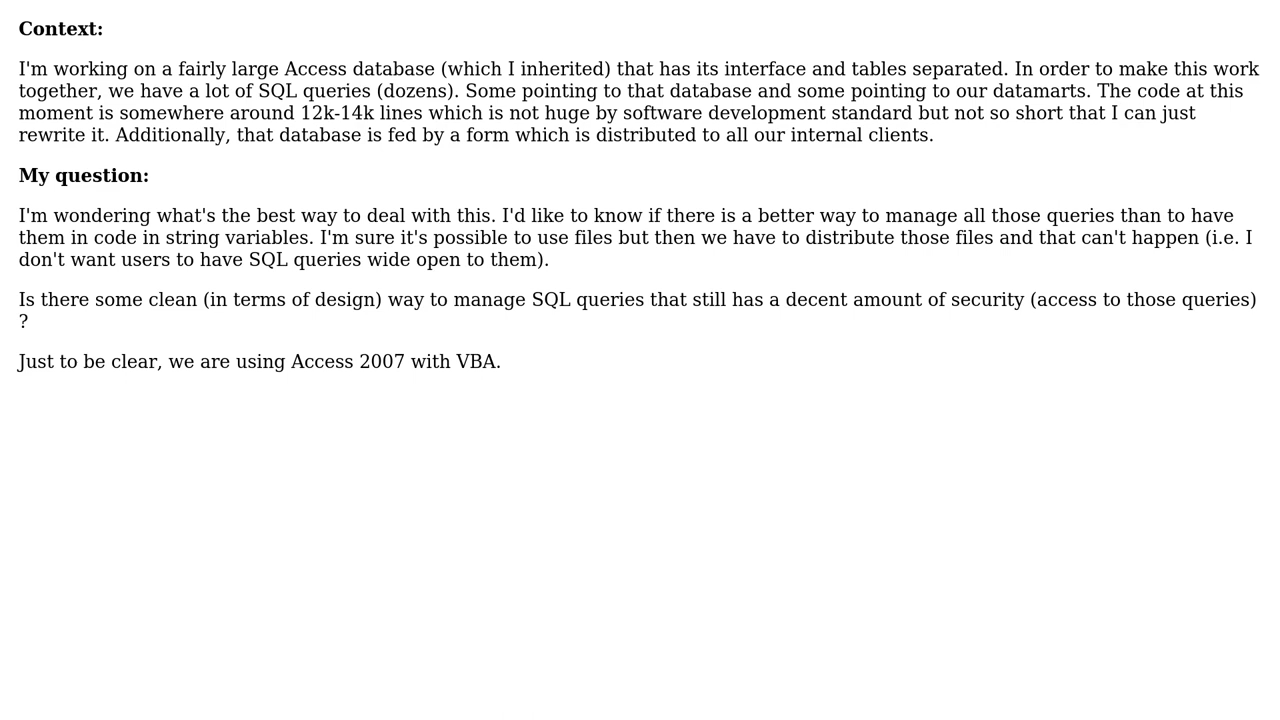 Context:
I'm working on a fairly large Access database (which I inherited) that has its interface and tables separated. In order to make this work
together, we have a lot of SQL queries (dozens). Some pointing to that database and some pointing to our datamarts. The code at this
moment is somewhere around 12k-14k lines which is not huge by software development standard but not so short that I can just
rewrite it. Additionally, that database is fed by a form which is distributed to all our internal clients.
My question:
I'm wondering what's the best way to deal with this. I'd like to know if there is a better way to manage all those queries than to have
them in code in string variables. I'm sure it's possible to use files but then we have to distribute those files and that can't happen (i.e. I
don't want users to have SQL queries wide open to them).
Is there some clean (in terms of design) way to manage SQL queries that still has a decent amount of security (access to those queries)
?
Just to be clear, we are using Access 2007 with VBA.